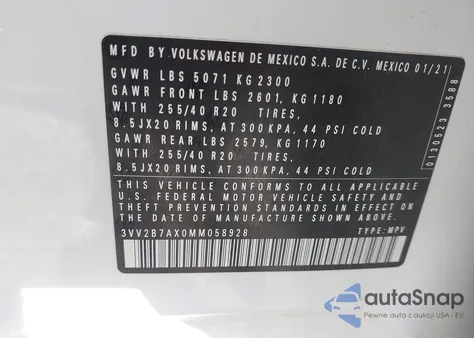 MFD BY VOLKSWAGEN DE MEXICO S.A. DE C.V. MEXICO 01/21
GVWR LBS 5071 KG 2300
GAWR FRONT LBS 2601, KG 1180
WITH 255/40 R20 TIRES,
8.5JX20 RIMS, AT 300 KPA, 44 PSI COLD
GAWR REAR LBS 2579, KG 1170
WITH 255/40 R20 TIRES,
8.5JX20 RIMS, AT 300 KPA, 44 PSI COLD
THIS VEHICLE CONFORMS TO ALL APPLICABLE
U.S. FEDERAL MOTOR VEHICLE SAFETY AND
THEFT PREVENTION STANDARDS IN EFFECT ON
THE DATE OF MANUFACTURE SHOWN ABOVE
3VV2B7AX0MM058928 TYPE: MPV
0130523 3588
autoSnap
Pewne auta z aukcji USA i EU